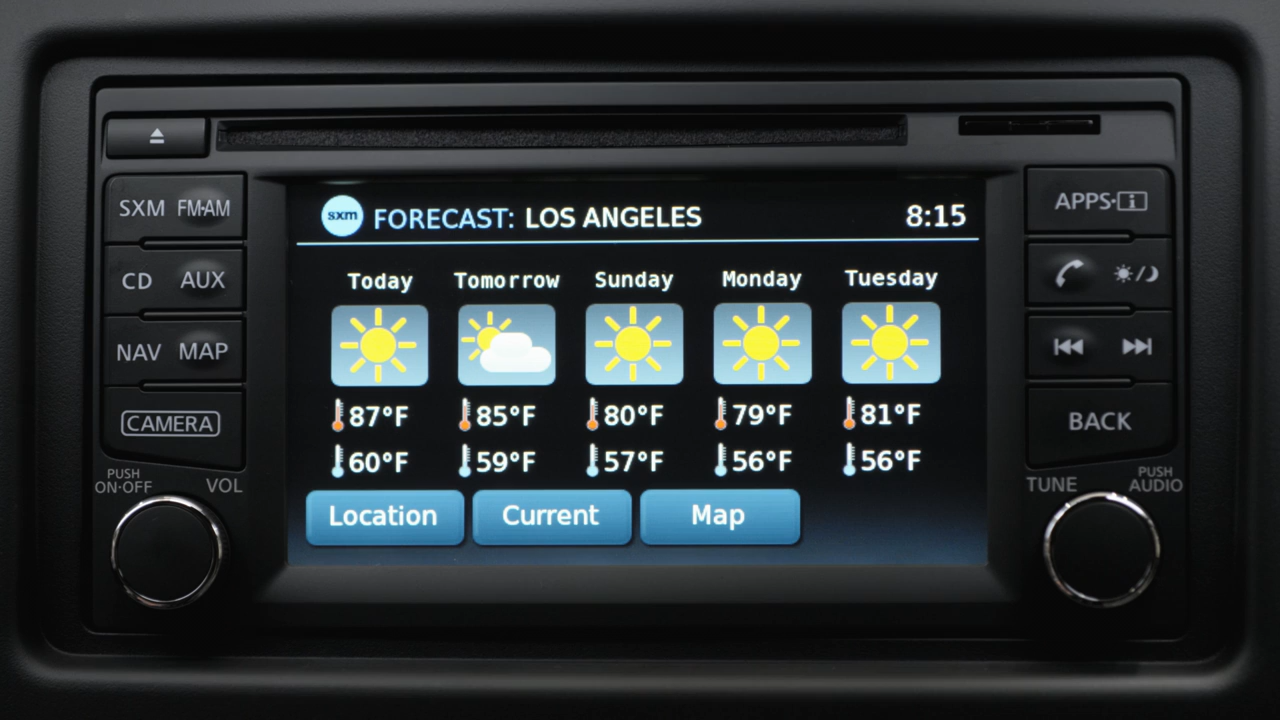 SXM FM·AM
CD AUX
NAV MAP
CAMERA
PUSH
ON·OFF
VOL
sxm FORECAST: LOS ANGELES 8:15
Today Tomorrow Sunday Monday Tuesday
87°F 85°F 80°F 79°F 81°F
60°F 59°F 57°F 56°F 56°F
Location Current Map
APPS·i
BACK
TUNE
PUSH
AUDIO